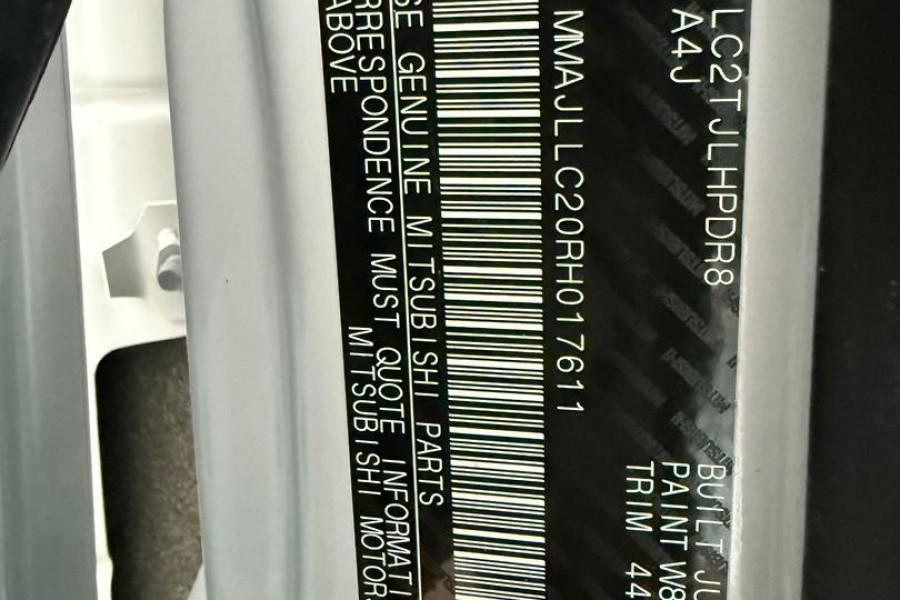 LC2TJLHPDR8
A4J
BUILT JU
PAINT W8
TRIM 44
MMAJLLC20RH017611
SE GENUINE MITSUBISHI PARTS
RRESPONDENCE MUST QUOTE INFORMATI
ABOVE
MITSUBISHI MOTORS